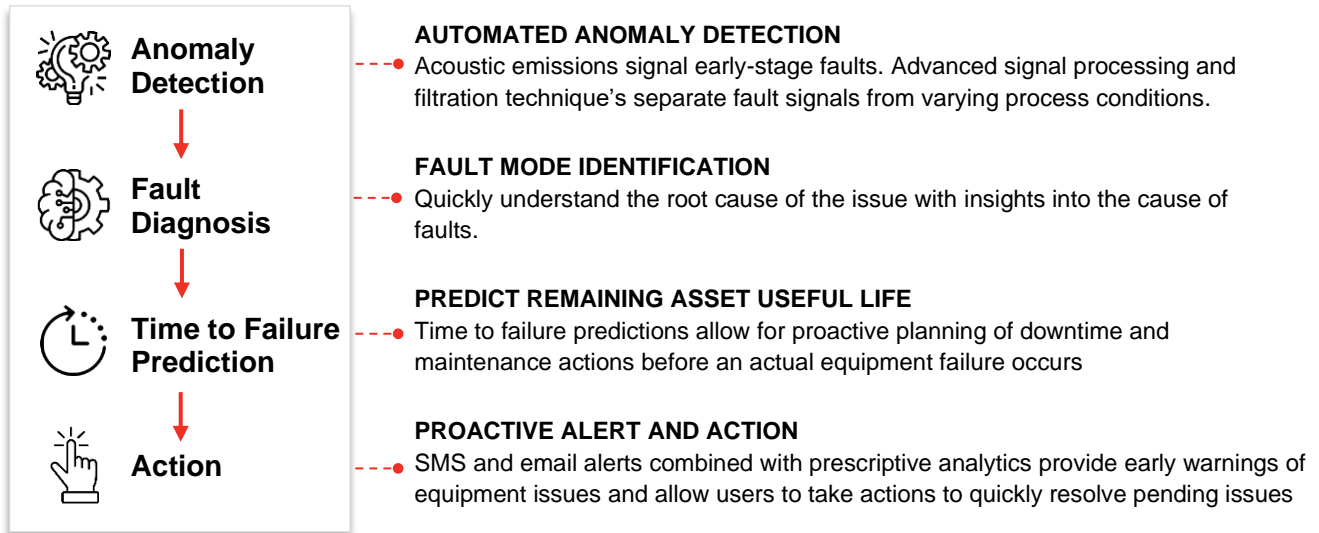 Anomaly
Detection
AUTOMATED ANOMALY DETECTION
Acoustic emissions signal early-stage faults. Advanced signal processing and
filtration technique's separate fault signals from varying process conditions.
Fault
Diagnosis
FAULT MODE IDENTIFICATION
Quickly understand the root cause of the issue with insights into the cause of
faults.
Time to Failure
Prediction
PREDICT REMAINING ASSET USEFUL LIFE
Time to failure predictions allow for proactive planning of downtime and
maintenance actions before an actual equipment failure occurs
Action
PROACTIVE ALERT AND ACTION
SMS and email alerts combined with prescriptive analytics provide early warnings of
equipment issues and allow users to take actions to quickly resolve pending issues